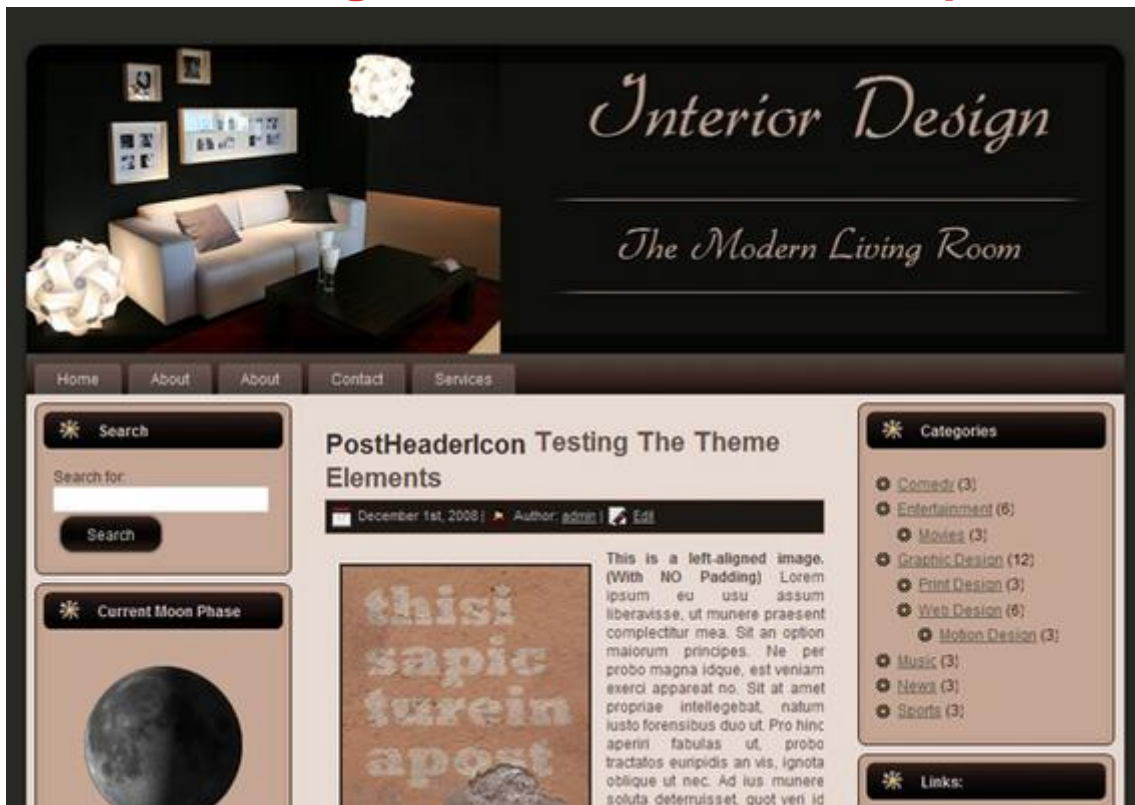 Interior Design
The Modern Living Room
Home
About
About
Contact
Services
Search
Search for:
Search
Current Moon Phase
PostHeaderIcon Testing The Theme
Elements
December 1st, 2008 | Author: admin | Edit
thisi
sapic
turein
apost
This is a left-aligned image.
(With NO Padding) Lorem
ipsum eu usu assum
liberavisse, ut munere praesent
complectitur mea. Sit an option
maiorum principes. Ne per
probo magna idque, est veniam
exerci appareat no. Sit at amet
propriae intellegebat, natum
iusto forensibus duo ut. Pro hinc
aperiri fabulas ut, probo
tractatos euripidis an vis, ignota
oblique ut nec. Ad ius munere
soluta deterruisset, quot veri id
Categories
Comedy (3)
Entertainment (6)
Movies (3)
Graphic Design (12)
Print Design (3)
Web Design (6)
Motion Design (3)
Music (3)
News (3)
Sports (3)
Links: